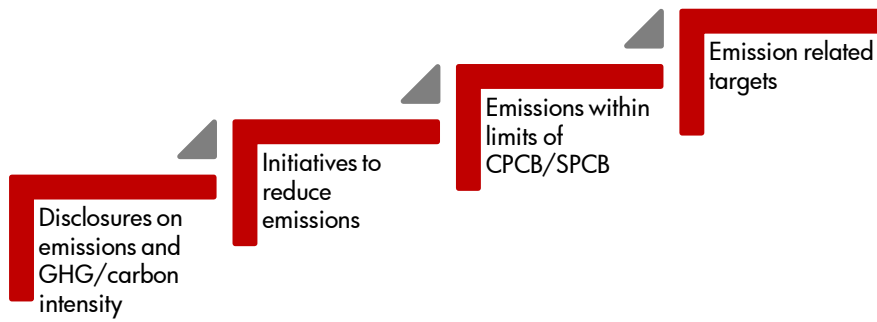 Disclosures on
emissions and
GHG/carbon
intensity
Initiatives to
reduce
emissions
Emissions within
limits of
CPCB/SPCB
Emission related
targets